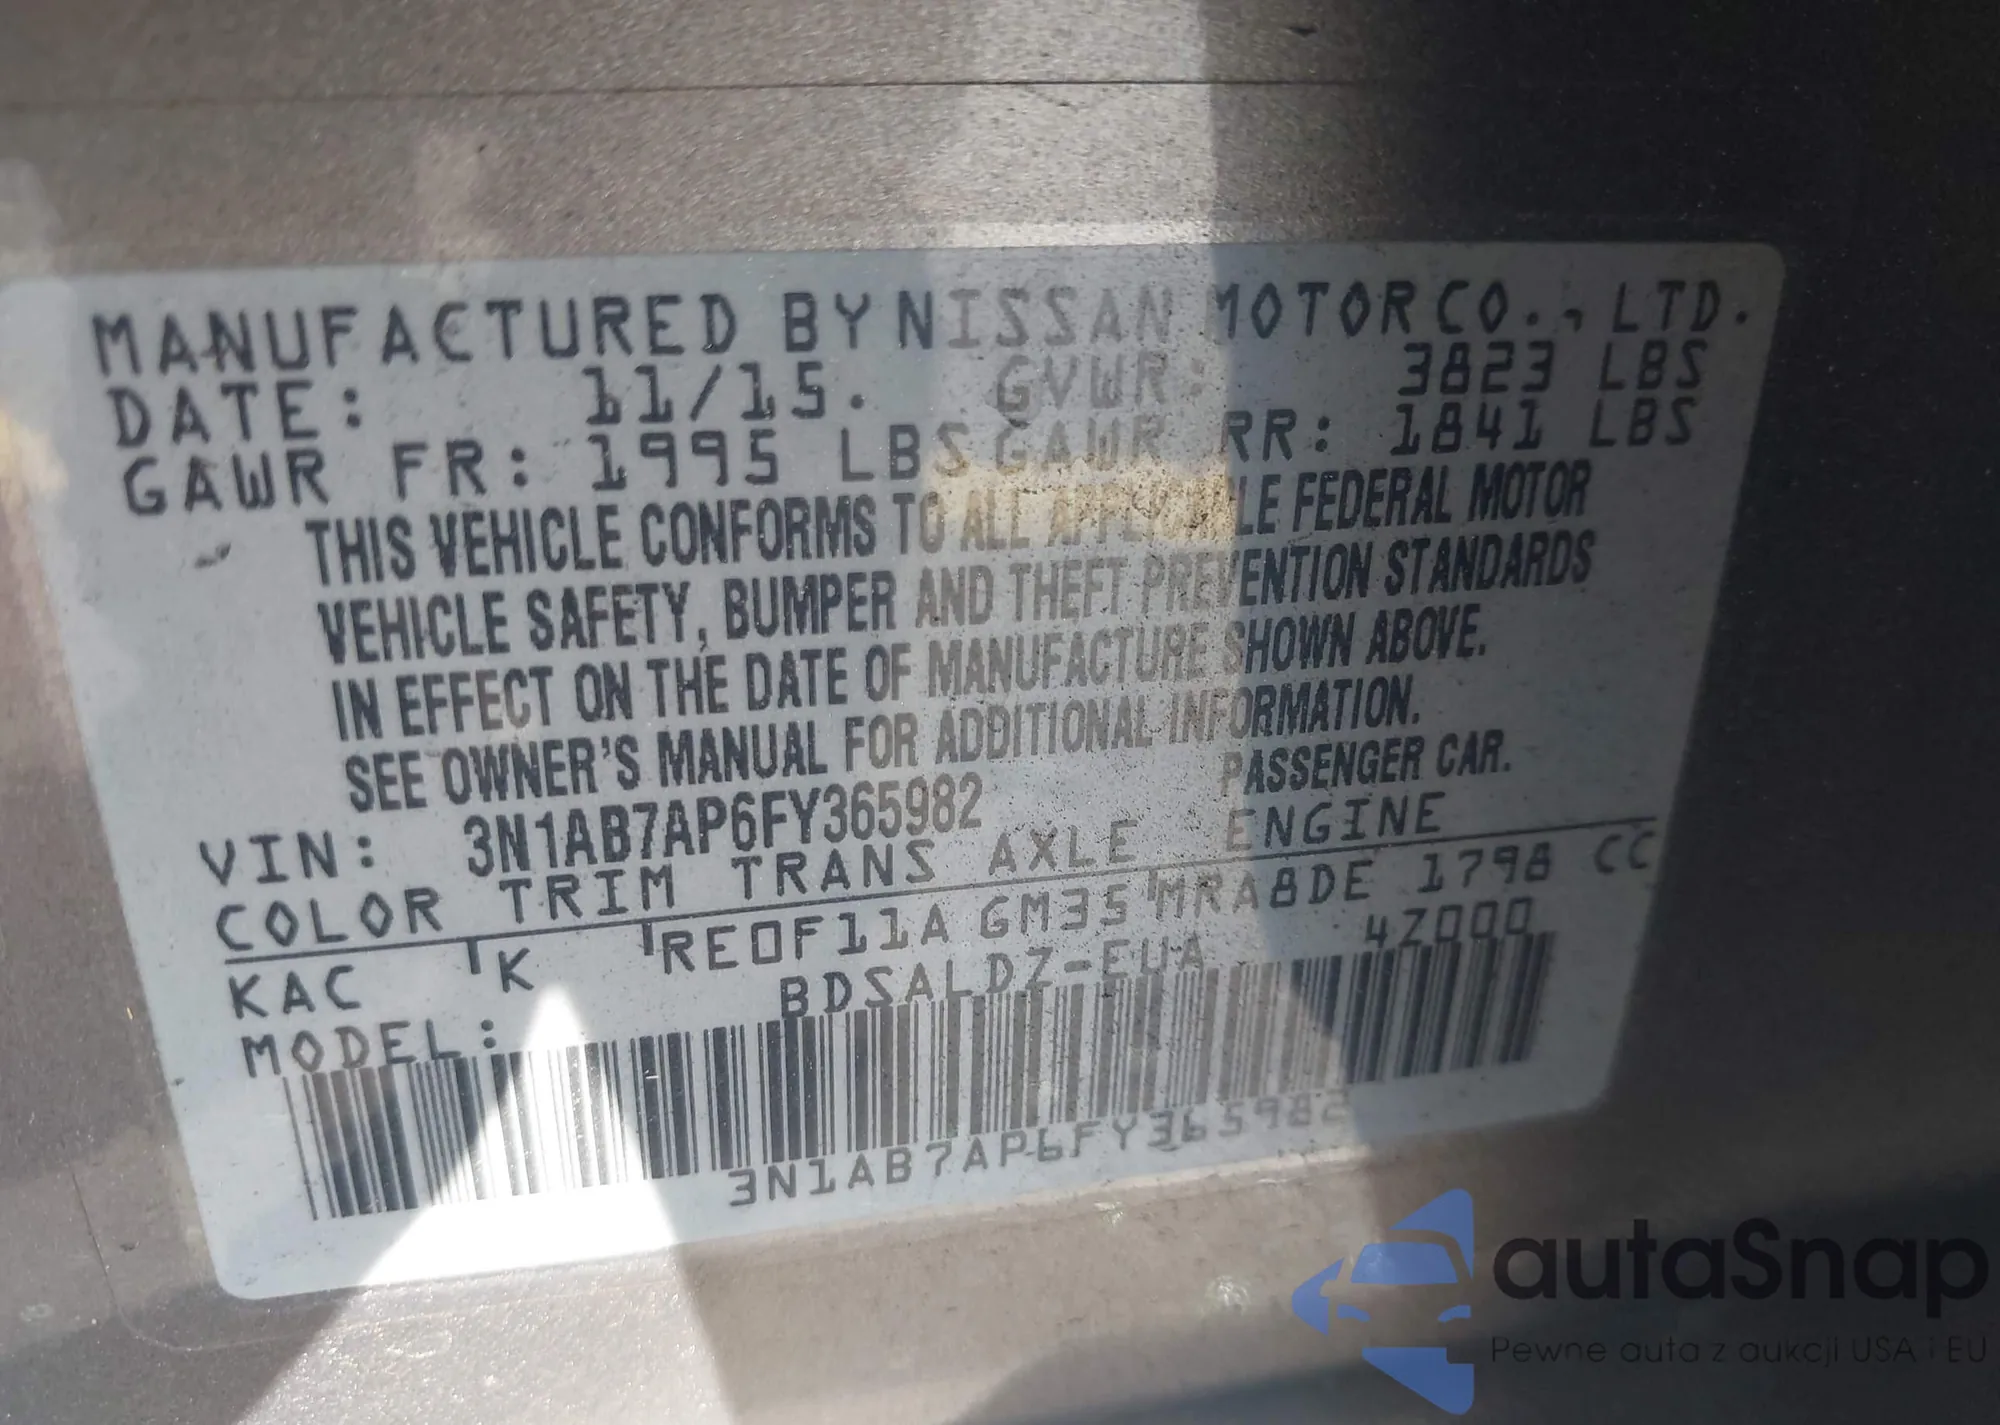 MANUFACTURED BY NISSAN MOTOR CO., LTD.
DATE: 11/15. GVWR: 3823 LBS
GAWR FR: 1995 LBS GAWR RR: 1841 LBS
THIS VEHICLE CONFORMS TO ALL APPLICABLE FEDERAL MOTOR
VEHICLE SAFETY, BUMPER AND THEFT PREVENTION STANDARDS
IN EFFECT ON THE DATE OF MANUFACTURE SHOWN ABOVE.
SEE OWNER'S MANUAL FOR ADDITIONAL INFORMATION.
VIN: 3N1AB7AP6FY365982 PASSENGER CAR.
COLOR TRIM TRANS AXLE ENGINE
KAC K RE0F11A GM35 MRA8DE 1798 CC
MODEL: BDSALDZ-EUA 4Z000
3N1AB7AP6FY365982
autaSnap
Pewne auta z aukcji USA i EU